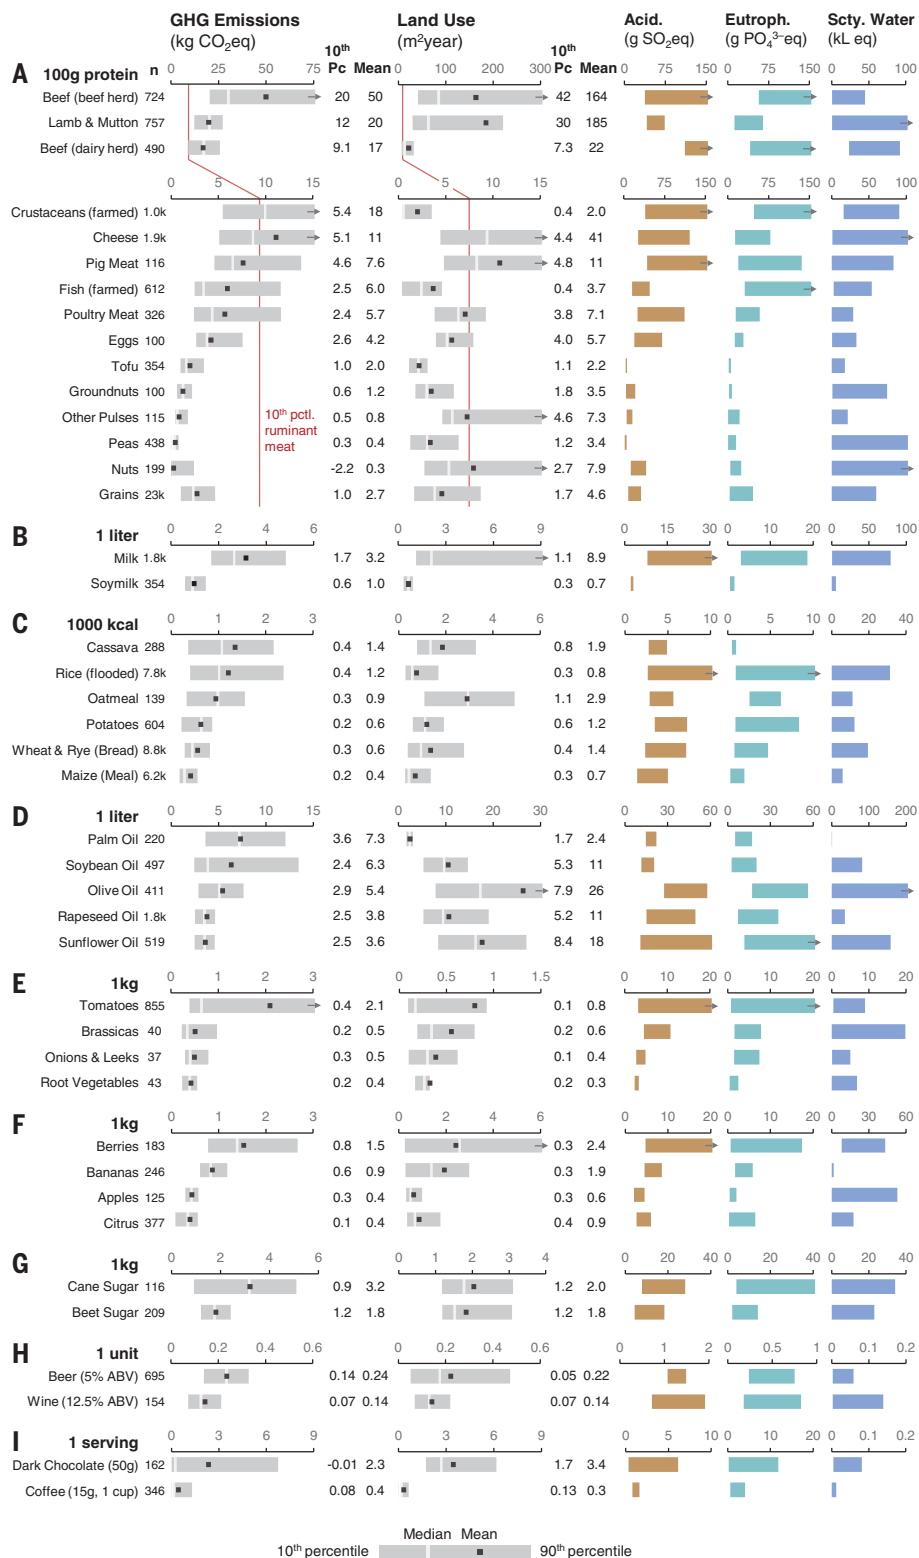 GHG Emissions Land Use Acid. Eutroph. Scty. Water
(kg CO₂eq) 10th (m²year) 10th (g SO₂eq) (g PO₄³⁻eq) (kL eq)
A 100g protein n 0 25 50 75 Pc Mean 0 100 200 300 Pc Mean 0 75 150 0 75 150 0 50 100
Beef (beef herd) 724 20 50 42 164
Lamb & Mutton 757 12 20 30 185
Beef (dairy herd) 490 9.1 17 7.3 22
0 5 10 15 0 5 10 15 0 75 150 0 75 150 0 50 100
Crustaceans (farmed) 1.0k 5.4 18 0.4 2.0
Cheese 1.9k 5.1 11 4.4 41
Pig Meat 116 4.6 7.6 4.8 11
Fish (farmed) 612 2.5 6.0 0.4 3.7
Poultry Meat 326 2.4 5.7 3.8 7.1
Eggs 100 2.6 4.2 4.0 5.7
Tofu 354 1.0 2.0 1.1 2.2
Groundnuts 100 0.6 1.2 1.8 3.5
Other Pulses 115 10th pctl. 0.5 0.8 4.6 7.3
ruminant
Peas 438 meat 0.3 0.4 1.2 3.4
Nuts 199 -2.2 0.3 2.7 7.9
Grains 23k 1.0 2.7 1.7 4.6
B 1 liter 0 2 4 6 0 3 6 9 0 15 30 0 10 20 0 50 100
Milk 1.8k 1.7 3.2 1.1 8.9
Soymilk 354 0.6 1.0 0.3 0.7
C 1000 kcal 0 1 2 3 0 2 4 6 0 5 10 0 5 10 0 20 40
Cassava 288 0.4 1.4 0.8 1.9
Rice (flooded) 7.8k 0.4 1.2 0.3 0.8
Oatmeal 139 0.3 0.9 1.1 2.9
Potatoes 604 0.2 0.6 0.6 1.2
Wheat & Rye (Bread) 8.8k 0.3 0.6 0.4 1.4
Maize (Meal) 6.2k 0.2 0.4 0.3 0.7
D 1 liter 0 5 10 15 0 10 20 30 0 30 60 0 30 60 0 100 200
Palm Oil 220 3.6 7.3 1.7 2.4
Soybean Oil 497 2.4 6.3 5.3 11
Olive Oil 411 2.9 5.4 7.9 26
Rapeseed Oil 1.8k 2.5 3.8 5.2 11
Sunflower Oil 519 2.5 3.6 8.4 18
E 1kg 0 1 2 3 0 0.5 1 1.5 0 10 20 0 10 20 0 10 20
Tomatoes 855 0.4 2.1 0.1 0.8
Brassicas 40 0.2 0.5 0.2 0.6
Onions & Leeks 37 0.3 0.5 0.1 0.4
Root Vegetables 43 0.2 0.4 0.2 0.3
F 1kg 0 1 2 3 0 2 4 6 0 10 20 0 10 20 0 30 60
Berries 183 0.8 1.5 0.3 2.4
Bananas 246 0.6 0.9 0.3 1.9
Apples 125 0.3 0.4 0.3 0.6
Citrus 377 0.1 0.4 0.4 0.9
G 1kg 0 2 4 6 0 1 2 3 4 0 20 40 0 20 40 0 20 40
Cane Sugar 116 0.9 3.2 1.2 2.0
Beet Sugar 209 1.2 1.8 1.2 1.8
H 1 unit 0 0.2 0.4 0.6 0 0.2 0.4 0.6 0 1 2 0 0.5 1 0 0.1 0.2
Beer (5% ABV) 695 0.14 0.24 0.05 0.22
Wine (12.5% ABV) 154 0.07 0.14 0.07 0.14
I 1 serving 0 3 6 9 0 3 6 9 0 5 10 0 10 20 0 0.1 0.2
Dark Chocolate (50g) 162 -0.01 2.3 1.7 3.4
Coffee (15g, 1 cup) 346 0.08 0.4 0.13 0.3
Median Mean
10th percentile 90th percentile